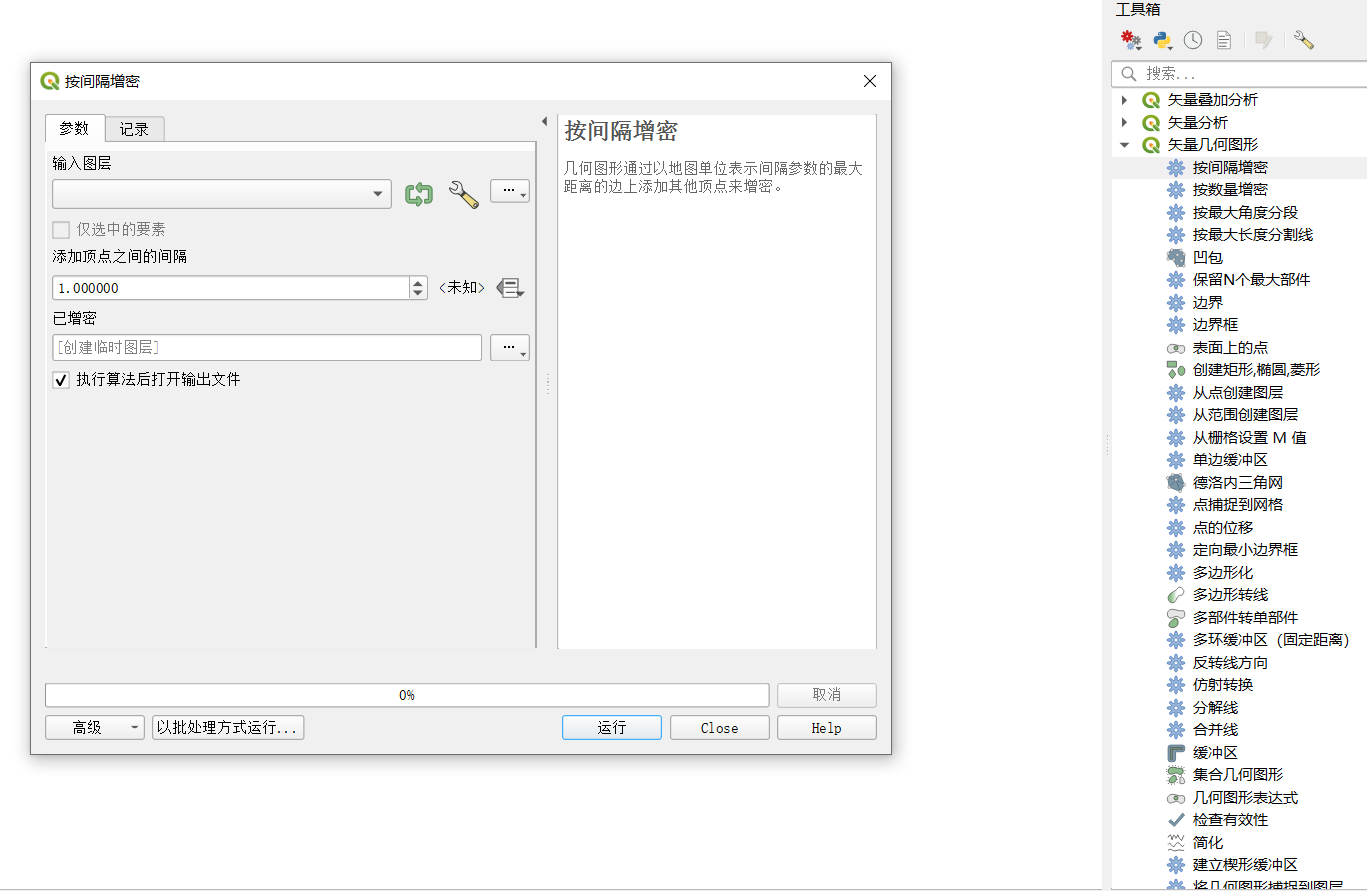 工具箱
搜索...
矢量叠加分析
矢量分析
矢量几何图形
按间隔增密
按数量增密
按最大角度分段
按最大长度分割线
凹包
保留N个最大部件
边界
边界框
表面上的点
创建矩形,椭圆,菱形
从点创建图层
从范围创建图层
从栅格设置 M 值
单边缓冲区
德洛内三角网
点捕捉到网格
点的位移
定向最小边界框
多边形化
多边形转线
多部件转单部件
多环缓冲区（固定距离）
反转线方向
仿射转换
分解线
合并线
缓冲区
集合几何图形
几何图形表达式
检查有效性
简化
建立楔形缓冲区
将几何图形捕捉到图层
按间隔增密
参数
记录
输入图层
仅选中的要素
添加顶点之间的间隔
1.000000
<未知>
已增密
[创建临时图层]
执行算法后打开输出文件
按间隔增密
几何图形通过以地图单位表示间隔参数的最大
距离的边上添加其他顶点来增密。
0%
取消
高级
以批处理方式运行...
运行
Close
Help